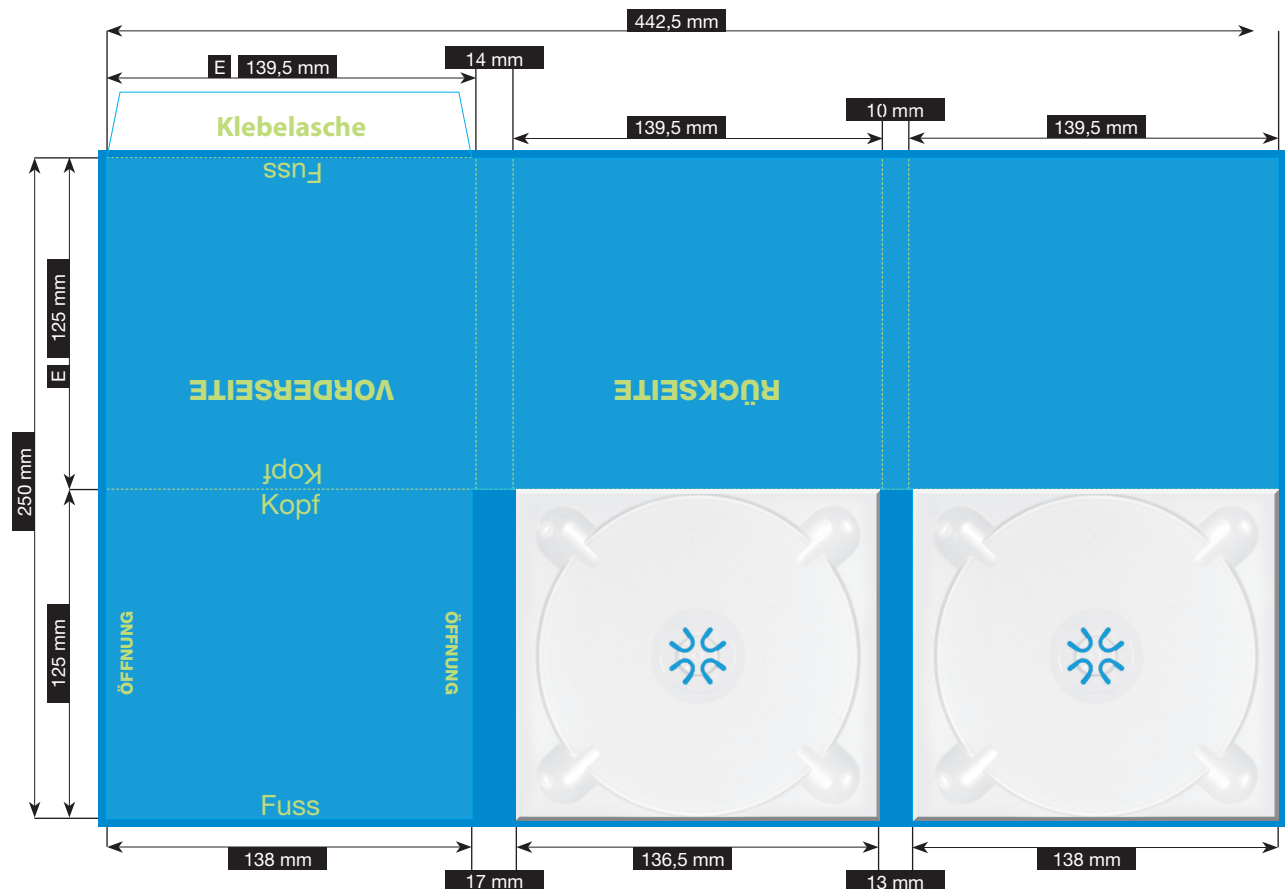 442,5 mm
14 mm
E 139,5 mm
10 mm
139,5 mm
139,5 mm
Klebelasche
Fuss
125 mm
E
VORDERSEITE
RÜCKSEITE
Kopf
250 mm
Kopf
125 mm
ÖFFNUNG
ÖFFNUNG
Fuss
138 mm
136,5 mm
138 mm
17 mm
13 mm